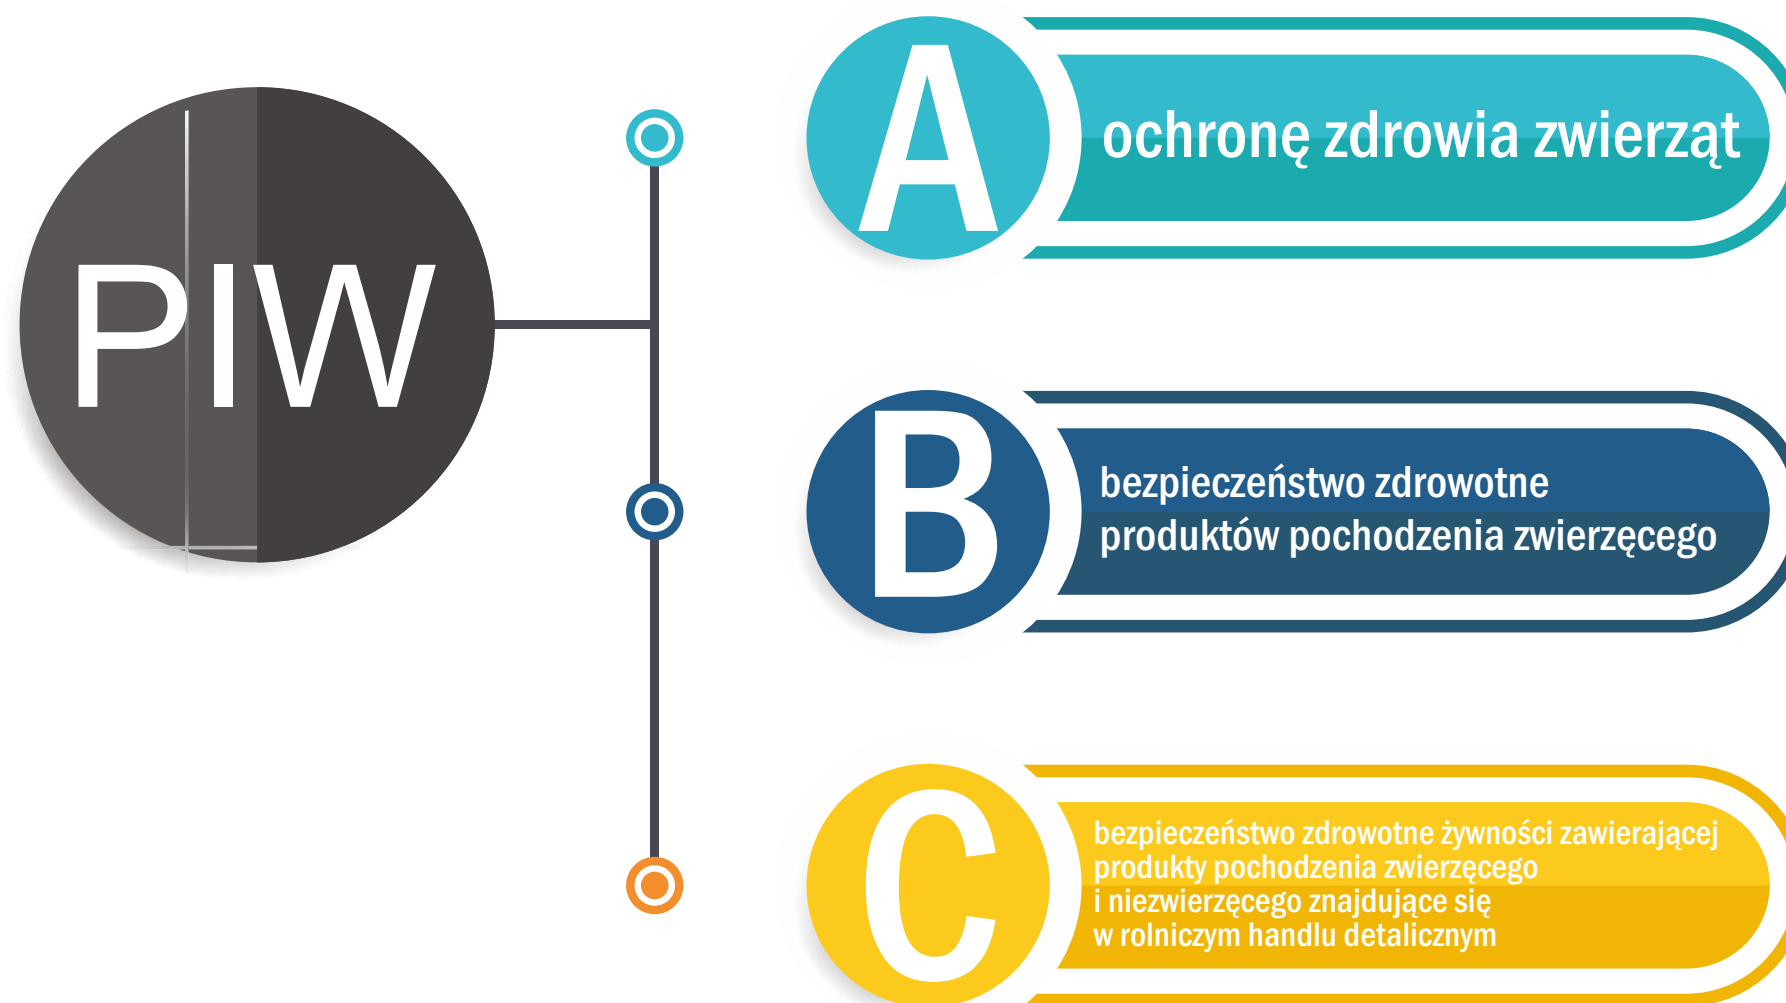 PIW
A
ochronę zdrowia zwierząt
B
bezpieczeństwo zdrowotne
produktów pochodzenia zwierzęcego
C
bezpieczeństwo zdrowotne żywności zawierającej
produkty pochodzenia zwierzęcego
i niezwierzęcego znajdujące się
w rolniczym handlu detalicznym